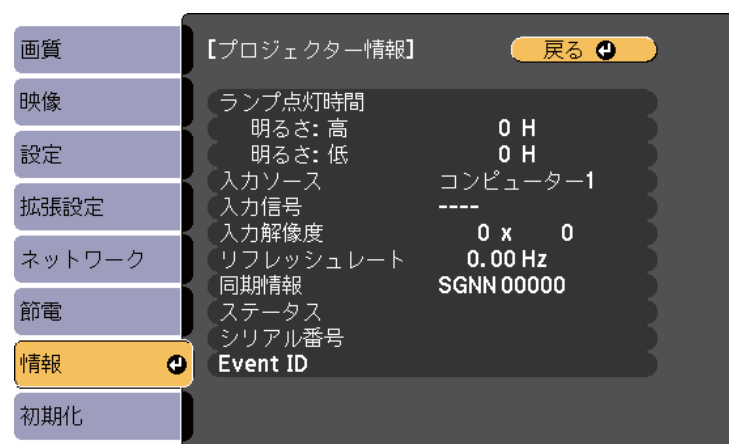 画質
映像
設定
拡張設定
ネットワーク
節電
情報
初期化
【プロジェクター情報】 戻る
ランプ点灯時間
明るさ: 高 0 H
明るさ: 低 0 H
入力ソース コンピューター1
入力信号 ----
入力解像度 0 x 0
リフレッシュレート 0.00 Hz
同期情報 SGNN 00000
ステータス
シリアル番号
Event ID